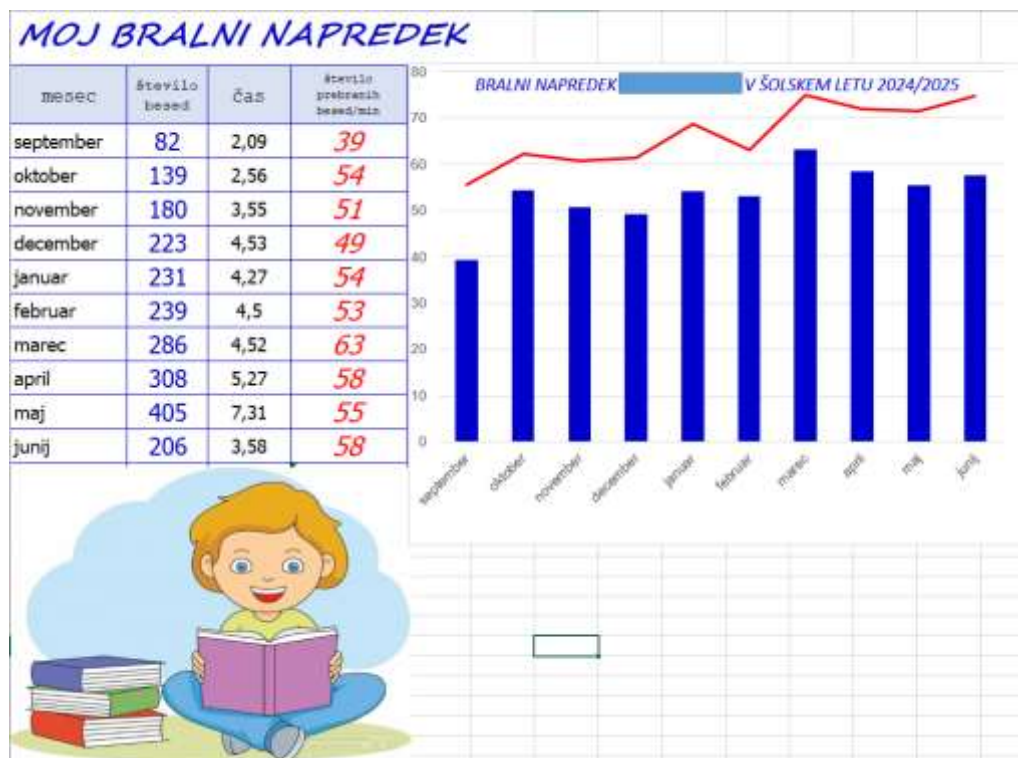 MOJ BRALNI NAPREDEK
mesec število besed čas število prebranih besed/min
september 82 2,09 39
oktober 139 2,56 54
november 180 3,55 51
december 223 4,53 49
januar 231 4,27 54
februar 239 4,5 53
marec 286 4,52 63
april 308 5,27 58
maj 405 7,31 55
junij 206 3,58 58
BRALNI NAPREDEK V ŠOLSKEM LETU 2024/2025
80
70
60
50
40
30
20
10
0
september oktober november december januar februar marec april maj junij